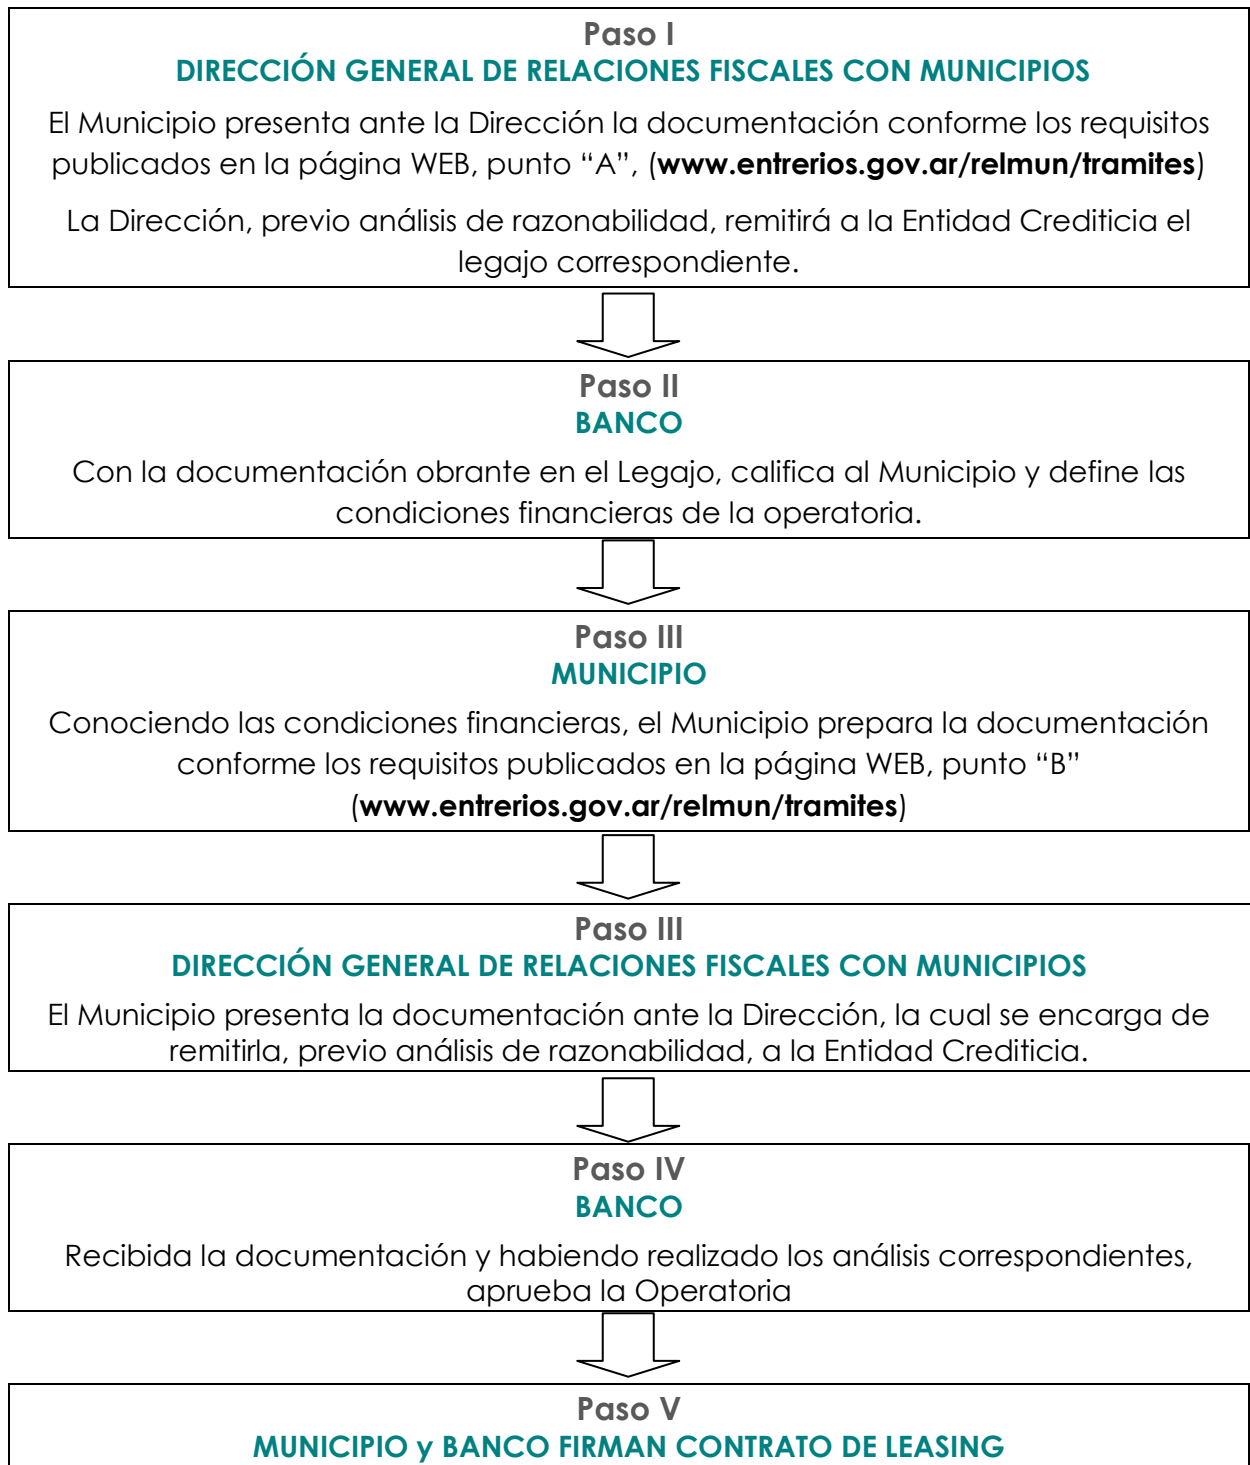 Paso I
DIRECCIÓN GENERAL DE RELACIONES FISCALES CON MUNICIPIOS
El Municipio presenta ante la Dirección la documentación conforme los requisitos
publicados en la página WEB, punto “A”, (www.entrerios.gov.ar/relmun/tramites)
La Dirección, previo análisis de razonabilidad, remitirá a la Entidad Crediticia el
legajo correspondiente.
Paso II
BANCO
Con la documentación obrante en el Legajo, califica al Municipio y define las
condiciones financieras de la operatoria.
Paso III
MUNICIPIO
Conociendo las condiciones financieras, el Municipio prepara la documentación
conforme los requisitos publicados en la página WEB, punto “B”
(www.entrerios.gov.ar/relmun/tramites)
Paso III
DIRECCIÓN GENERAL DE RELACIONES FISCALES CON MUNICIPIOS
El Municipio presenta la documentación ante la Dirección, la cual se encarga de
remitirla, previo análisis de razonabilidad, a la Entidad Crediticia.
Paso IV
BANCO
Recibida la documentación y habiendo realizado los análisis correspondientes,
aprueba la Operatoria
Paso V
MUNICIPIO y BANCO FIRMAN CONTRATO DE LEASING